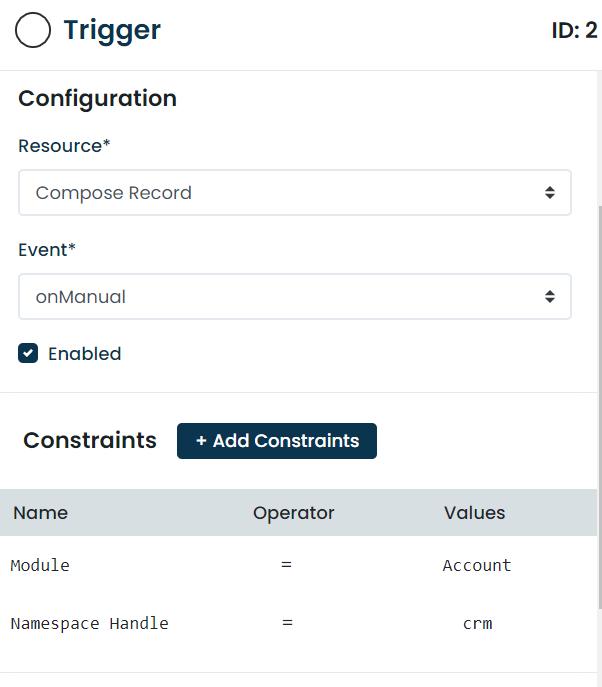 Trigger ID: 2
Configuration
Resource*
Compose Record
Event*
onManual
Enabled
Constraints + Add Constraints
Name Operator Values
Module = Account
Namespace Handle = crm